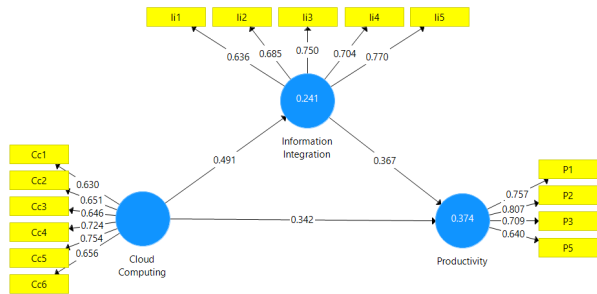 Ii1
Ii2
Ii3
Ii4
Ii5
0.636
0.685
0.750
0.704
0.770
0.241
Information
Integration
0.491
0.367
Cc1
Cc2
Cc3
Cc4
Cc5
Cc6
0.630
0.651
0.646
0.724
0.754
0.656
Cloud
Computing
0.342
0.374
Productivity
0.757
0.807
0.709
0.640
P1
P2
P3
P5